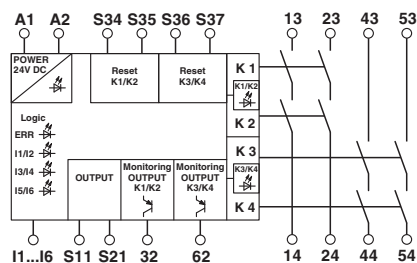 A1 A2 S34 S35 S36 S37 13 23 43 53
POWER
24V DC
Reset
K1/K2
Reset
K3/K4
K 1
K1/K2
K 2
Logic
ERR
I1/I2
I3/I4
I5/I6
OUTPUT
Monitoring
OUTPUT
K1/K2
Monitoring
OUTPUT
K3/K4
K 3
K3/K4
K 4
I1...I6 S11 S21 32 62 14 24 44 54